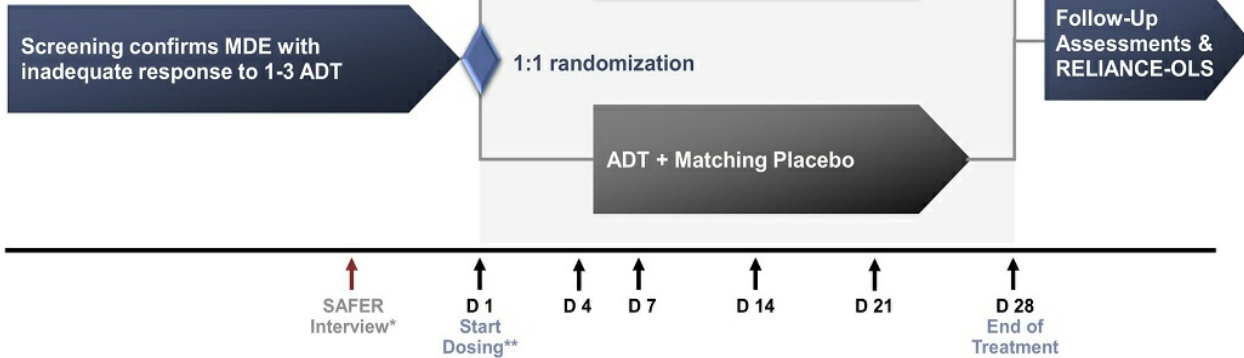 Screening confirms MDE with
inadequate response to 1-3 ADT
1:1 randomization
Follow-Up
Assessments &
RELIANCE-OLS
ADT + Matching Placebo
SAFER
Interview*
D 1
Start
Dosing**
D 4
D 7
D 14
D 21
D 28
End of
Treatment